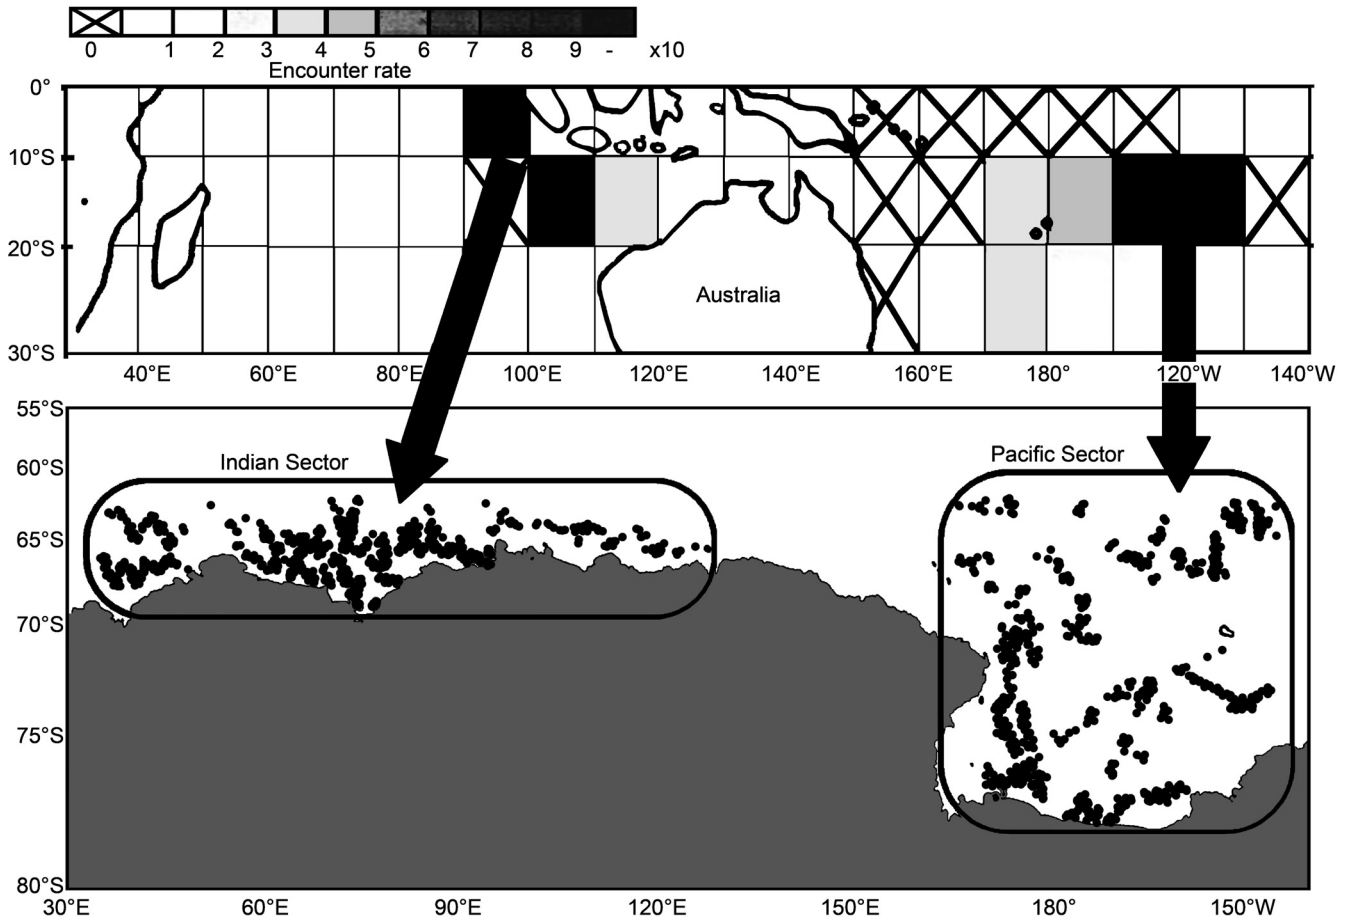 0 1 2 3 4 5 6 7 8 9 - x10
Encounter rate
0°
10°S
20°S
Australia
30°S
40°E 60°E 80°E 100°E 120°E 140°E 160°E 180° 120°W 140°W
55°S
60°S
Indian Sector
Pacific Sector
65°S
70°S
75°S
80°S
30°E 60°E 90°E 120°E 150°E 180° 150°W